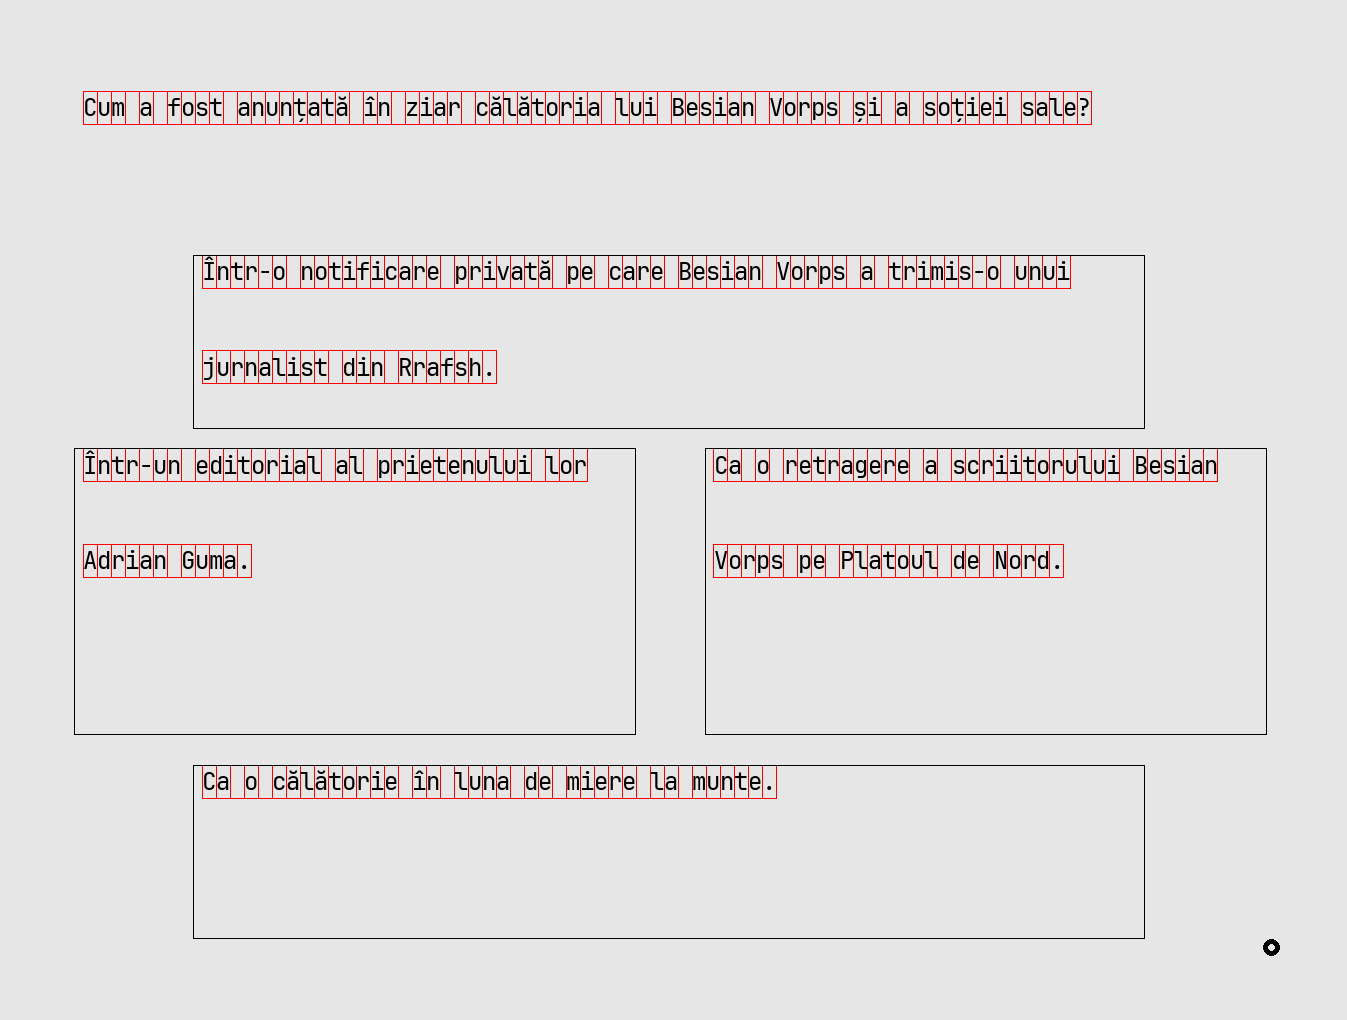 Cum a fost anunțată în ziar călătoria lui Besian Vorps și a soției sale?
Într-o notificare privată pe care Besian Vorps a trimis-o unui
jurnalist din Rrafsh.
Într-un editorial al prietenului lor
Adrian Guma.
Ca o retragere a scriitorului Besian
Vorps pe Platoul de Nord.
Ca o călătorie în luna de miere la munte.